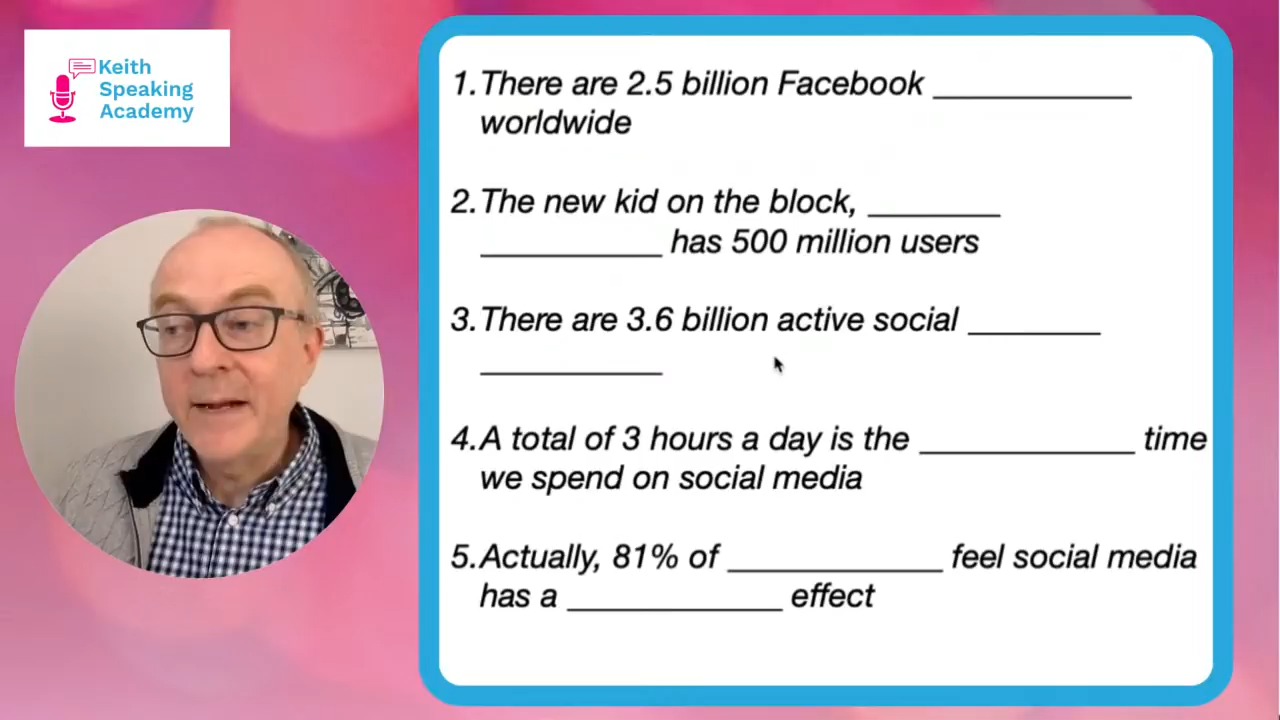 Keith
Speaking
Academy
1. There are 2.5 billion Facebook ____________
worldwide
2. The new kid on the block, ________
___________ has 500 million users
3. There are 3.6 billion active social ________
___________
4. A total of 3 hours a day is the _____________ time
we spend on social media
5. Actually, 81% of _____________ feel social media
has a _____________ effect